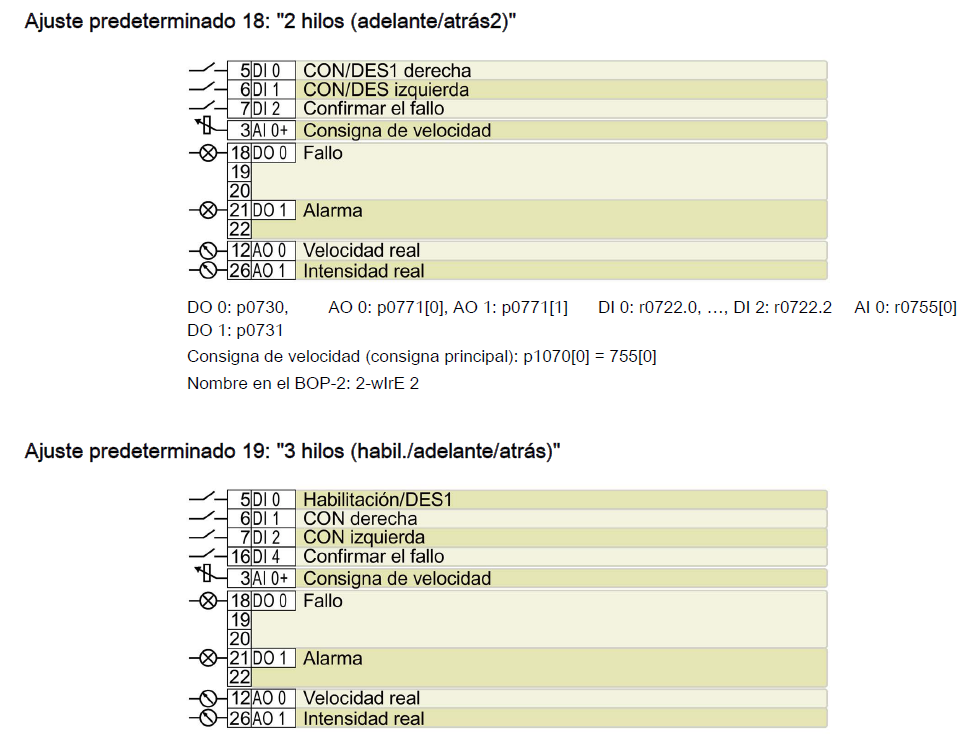 Ajuste predeterminado 18: "2 hilos (adelante/atrás2)"
5 DI 0 CON/DES1 derecha
6 DI 1 CON/DES izquierda
7 DI 2 Confirmar el fallo
3 AI 0+ Consigna de velocidad
18 DO 0 Fallo
19
20
21 DO 1 Alarma
22
12 AO 0 Velocidad real
26 AO 1 Intensidad real
DO 0: p0730, AO 0: p0771[0], AO 1: p0771[1] DI 0: r0722.0, …, DI 2: r0722.2 AI 0: r0755[0]
DO 1: p0731
Consigna de velocidad (consigna principal): p1070[0] = 755[0]
Nombre en el BOP-2: 2-wIrE 2
Ajuste predeterminado 19: "3 hilos (habil./adelante/atrás)"
5 DI 0 Habilitación/DES1
6 DI 1 CON derecha
7 DI 2 CON izquierda
16 DI 4 Confirmar el fallo
3 AI 0+ Consigna de velocidad
18 DO 0 Fallo
19
20
21 DO 1 Alarma
22
12 AO 0 Velocidad real
26 AO 1 Intensidad real